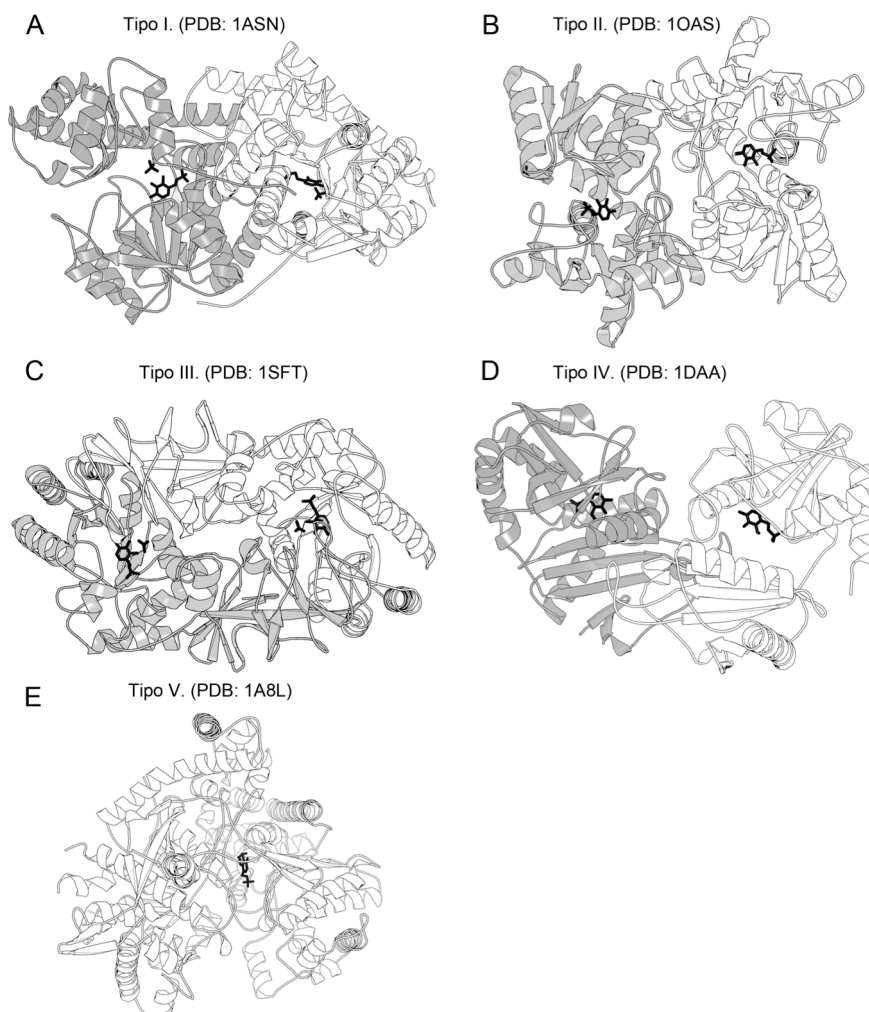 A
Tipo I. (PDB: 1ASN)
B
Tipo II. (PDB: 1OAS)
C
Tipo III. (PDB: 1SFT)
D
Tipo IV. (PDB: 1DAA)
E
Tipo V. (PDB: 1A8L)